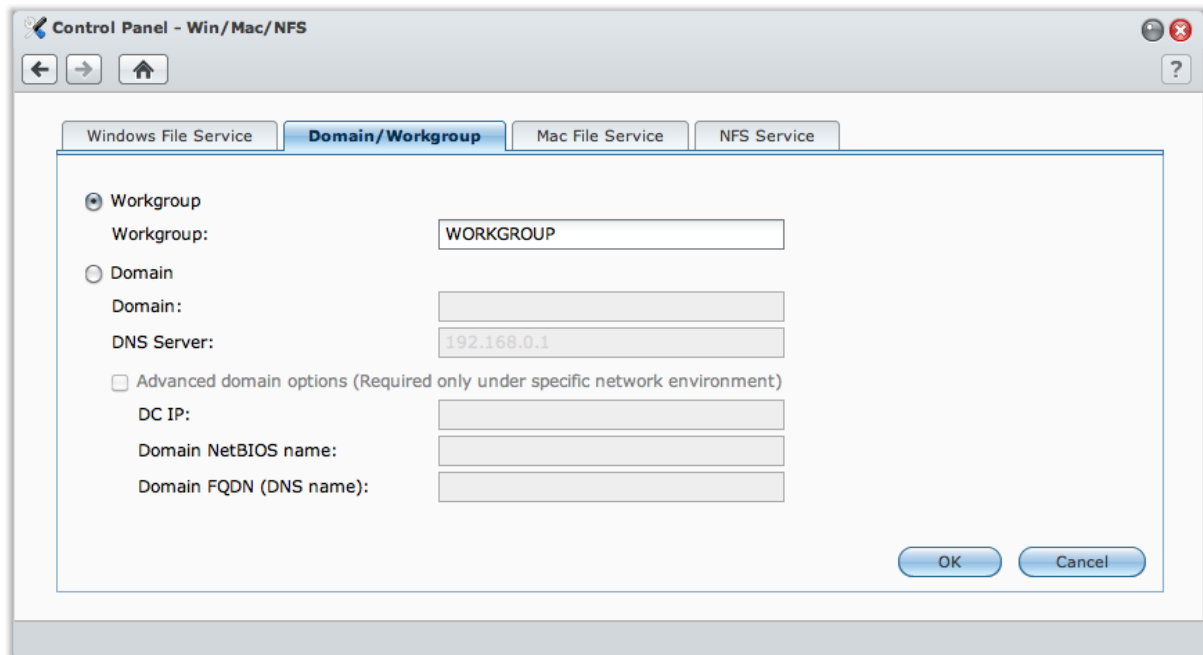 Control Panel - Win/Mac/NFS
?
Windows File Service Domain/Workgroup Mac File Service NFS Service
Workgroup
Workgroup: WORKGROUP
Domain
Domain:
DNS Server: 192.168.0.1
Advanced domain options (Required only under specific network environment)
DC IP:
Domain NetBIOS name:
Domain FQDN (DNS name):
OK Cancel